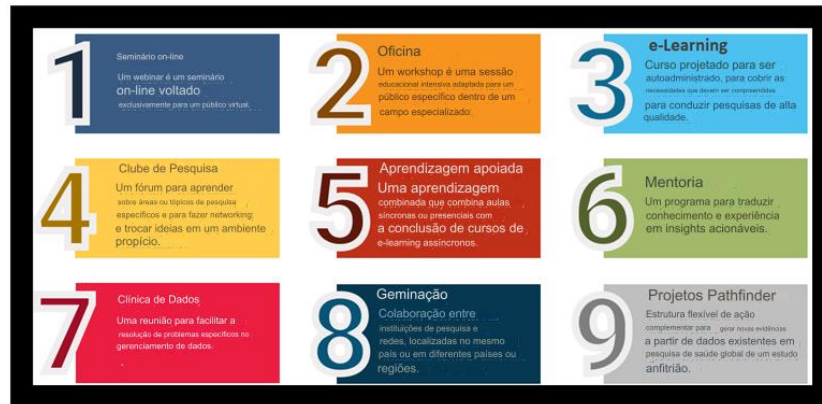 1
Seminário on-line
Um webinar é um seminário
on-line voltado
exclusivamente para um público virtual.
2
Oficina
Um workshop é uma sessão
educacional intensiva adaptada para um
público específico dentro de um
campo especializado.
3
e-Learning
Curso projetado para ser
autoadministrado, para cobrir as
necessidades que devem ser compreendidas
para conduzir pesquisas de alla
qualidade.
4
Clube de Pesquisa
Um fórum para aprender
sobre áreas ou tópicos de pesquisa
específicos e para fazer networking;
e trocar ideias em um ambiente
propício.
5
Aprendizagem apoiada
Uma aprendizagem
combinada que combina aulas
síncronas ou presenciais com
a conclusão de cursos de
e-learning assíncronos.
6
Mentoria
Um programa para traduzir
conhecimento e experiência
em insights acionáveis.
7
Clínica de Dados
Uma reunião para facilitar a
resolução de problemas específicos no
gerenciamento de dados.
8
Geminação
Colaboração entre
instituições de pesquisa e
redes, localizadas no mesmo
país ou em diferentes países ou
regiões.
9
Projetos Pathfinder
Estrutura flexível de ação
complementar para gerar novas evidências
a partir de dados existentes em
pesquisa de saúde global de um estudo
anfitrião.